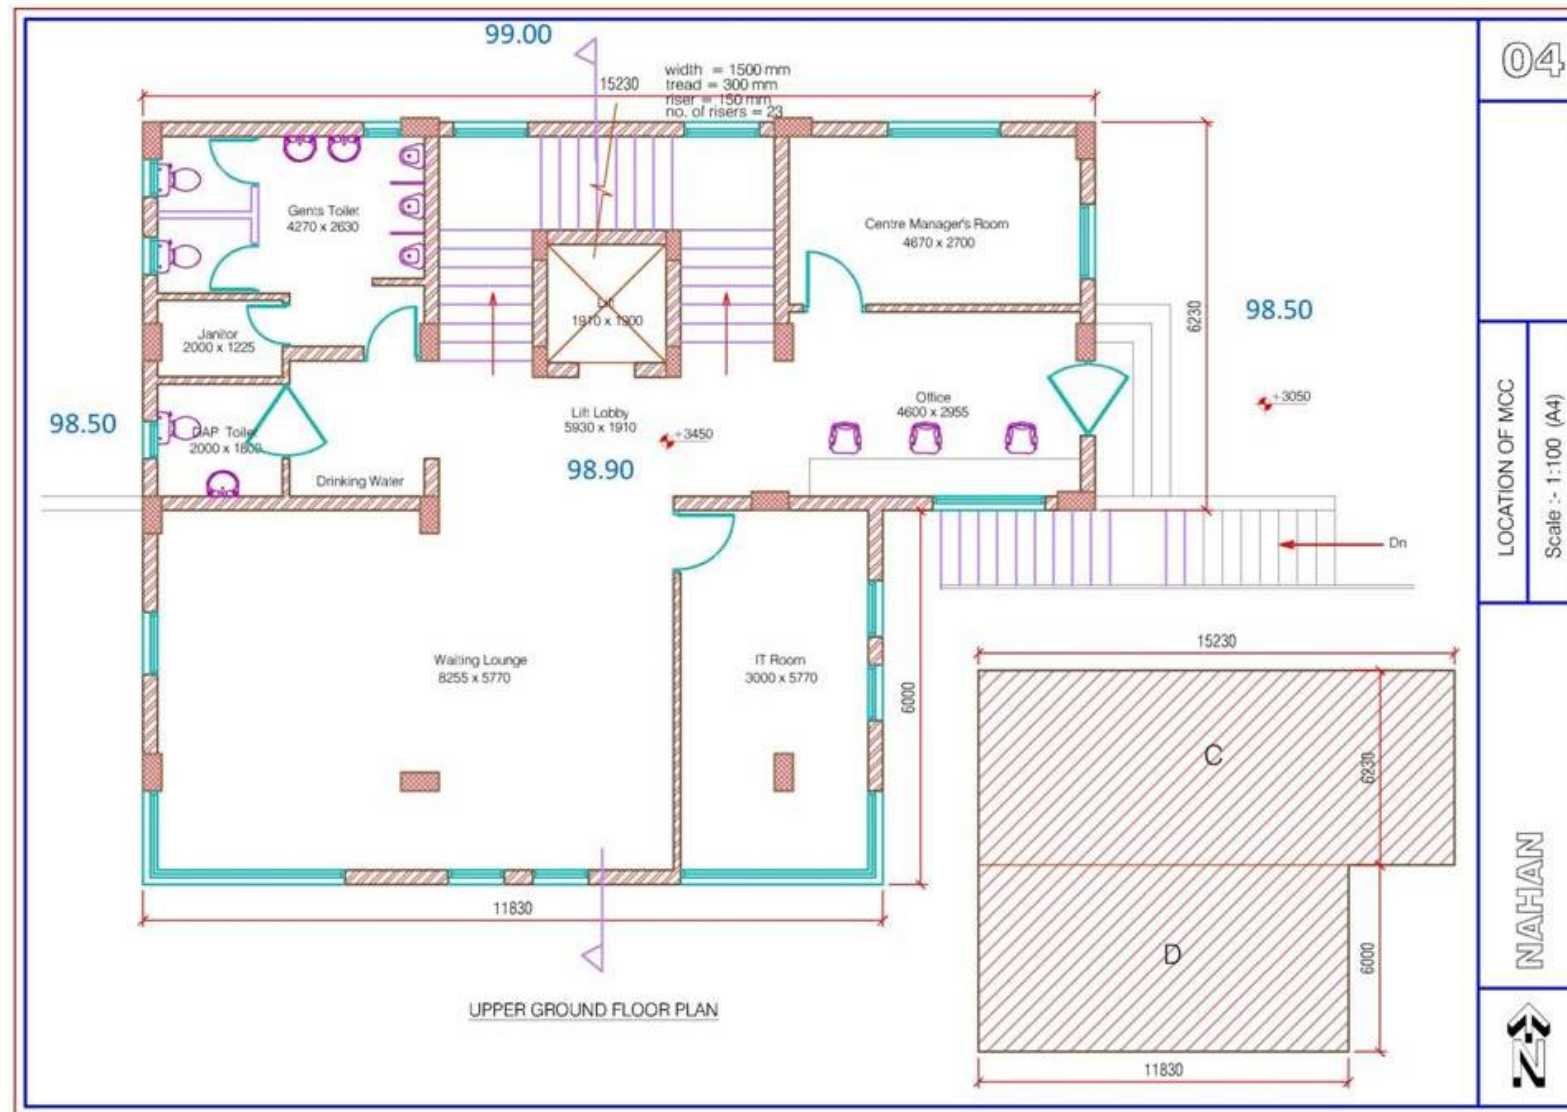 99.00
04
width = 1500 mm
tread = 300 mm
riser = 150 mm
no. of risers = 23
15230
Gents Toilet
4270 x 2630
Centre Manager's Room
4670 x 2700
98.50
6230
Lift
1910 x 1900
Janitor
2000 x 1225
Office
4600 x 2955
+3050
98.50
DAP Toilet
2000 x 1800
Lift Lobby
5930 x 1910
+3450
98.90
Drinking Water
Dn
LOCATION OF MCC
Scale :- 1:100 (A4)
Waiting Lounge
8255 x 5770
IT Room
3000 x 5770
6000
15230
C
6230
D
6000
11830
11830
UPPER GROUND FLOOR PLAN
NAHAN
N